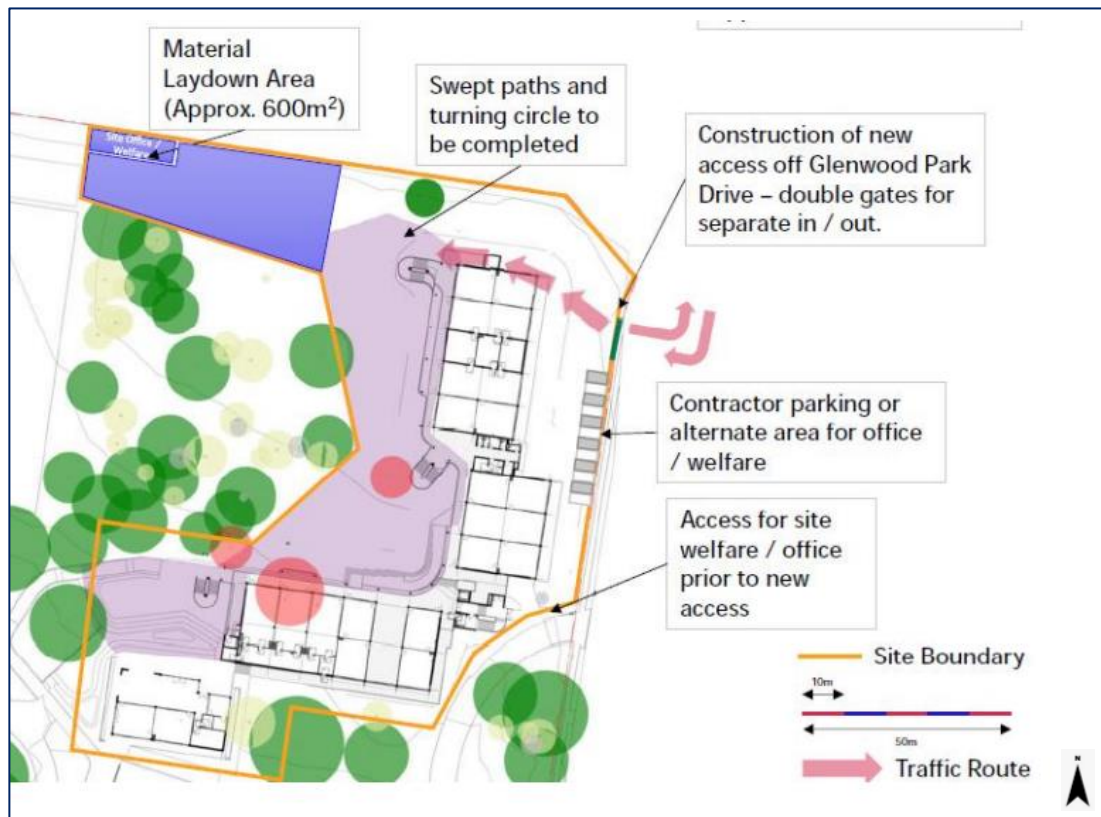 Material
Laydown Area
(Approx. 600m²)
Swept paths and
turning circle to
be completed
Site Office /
Welfare
Construction of new
access off Glenwood Park
Drive – double gates for
separate in / out.
Contractor parking or
alternate area for office
/ welfare
Access for site
welfare / office
prior to new
access
Site Boundary
10m
50m
Traffic Route
N